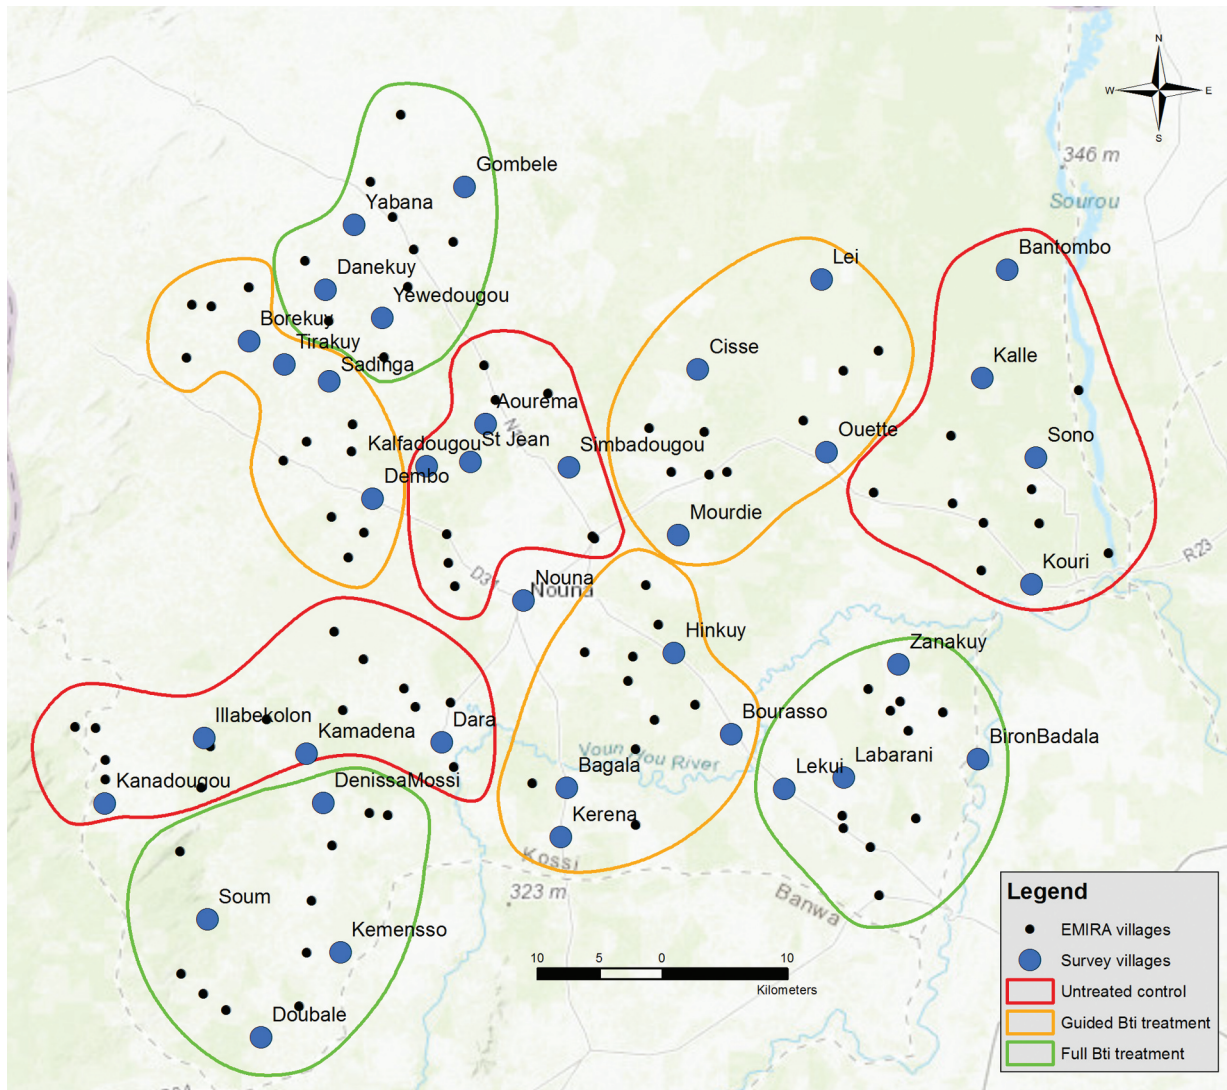 N
W
E
S
346 m
Sourou
Gombele
Yabana
Danekuy
Yewedougou
Lei
Bantombo
Borekuy
Tirakuy
Sadinga
Cisse
Kalle
Aourema
Kalfadougou
St Jean
Simbadougou
Ouette
Sono
Dembo
Mourdie
R23
Kouri
D31
Nouna
Nouna
Hinkuy
Zanakuy
Illabekolon
Kamadena
Dara
Bourasso
BironBadala
Voun Hou River
Kanadougou
DenissaMossi
Bagala
Lekui
Labarani
Kerena
Kossi
323 m
Banwa
Soum
Kemensso
Doubale
10 5 0 10
Kilometers
Legend
EMIRA villages
Survey villages
Untreated control
Guided Bti treatment
Full Bti treatment